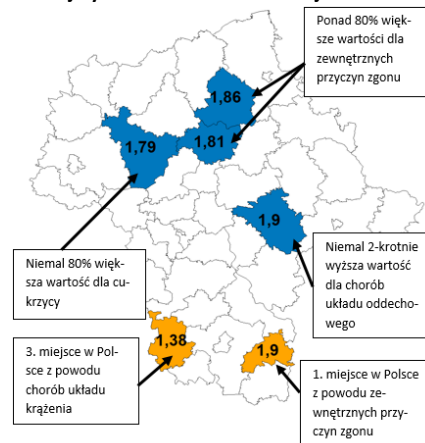 Ponad 80% więk-
sze wartości dla
zewnętrznych
przyczyn zgonu
1,86
1,79
1,81
1,9
Niemal 80% więk-
sza wartość dla cu-
krzycy
Niemal 2-krotnie
wyższa wartość
dla chorób
układu oddecho-
wego
1,38
1,9
3. miejsce w Pol-
sce z powodu
chorób układu
krążenia
1. miejsce w Polsce
z powodu ze-
wnętrznych przy-
czyn zgonu